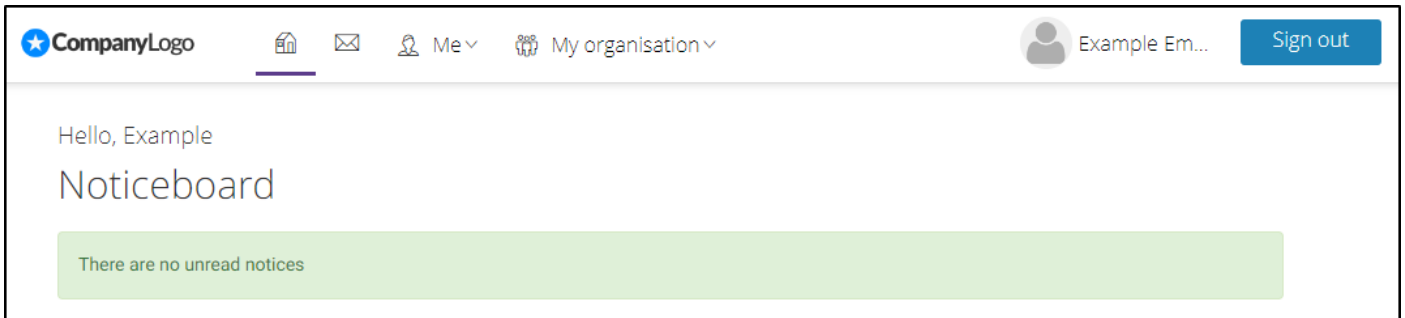 CompanyLogo Me My organisation Example Em... Sign out
Hello, Example
Noticeboard
There are no unread notices